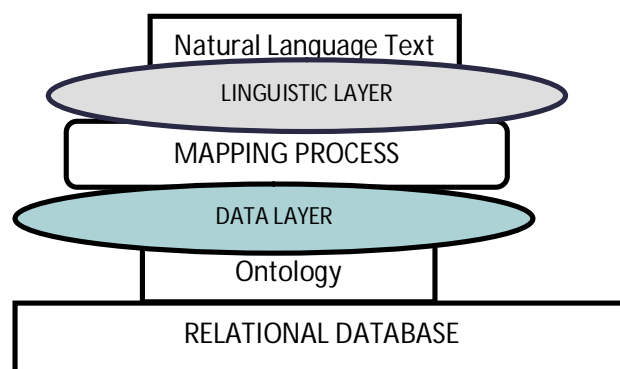 Natural Language Text
LINGUISTIC LAYER
MAPPING PROCESS
DATA LAYER
Ontology
RELATIONAL DATABASE